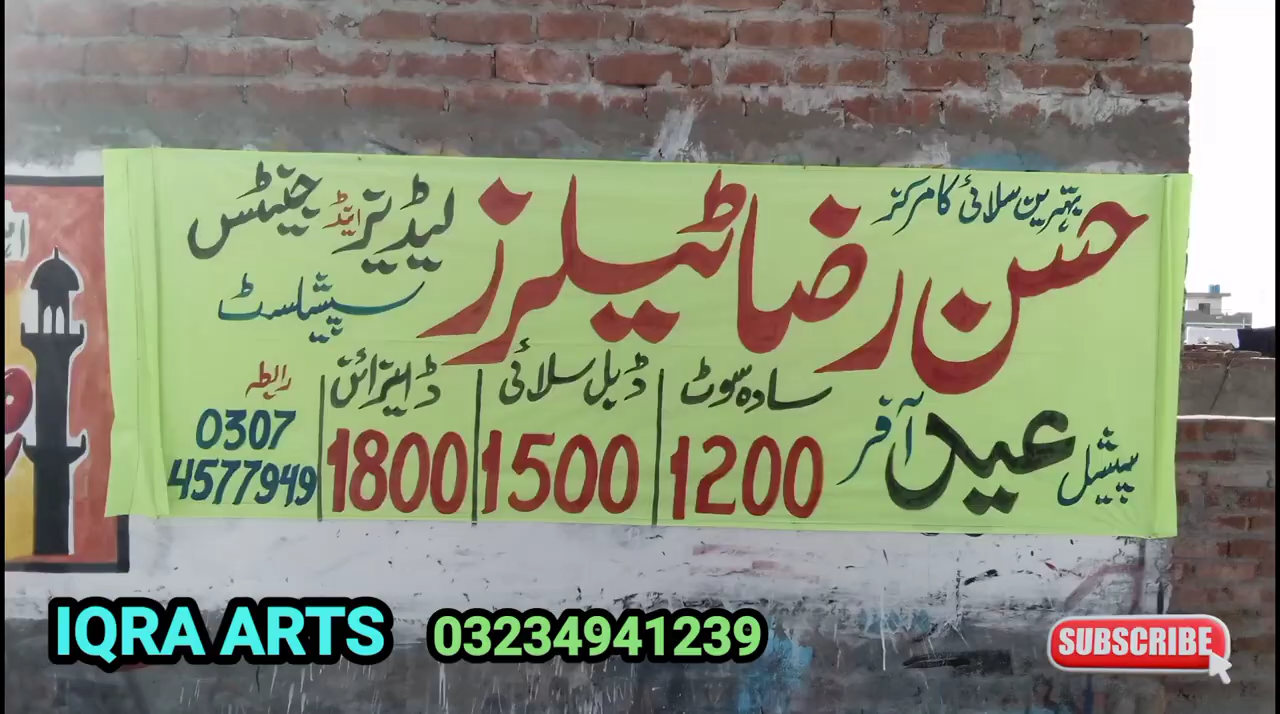 بہترین سلائی کا مرکز
حسن رضا ٹیلرز
لیڈیز اینڈ جینٹس
سپیشلسٹ
سپیشل عید آفر
سادہ سوٹ
1200
ڈبل سلائی
1500
ڈیزائن
1800
رابطہ
0307
4577949
IQRA ARTS 03234941239
SUBSCRIBE